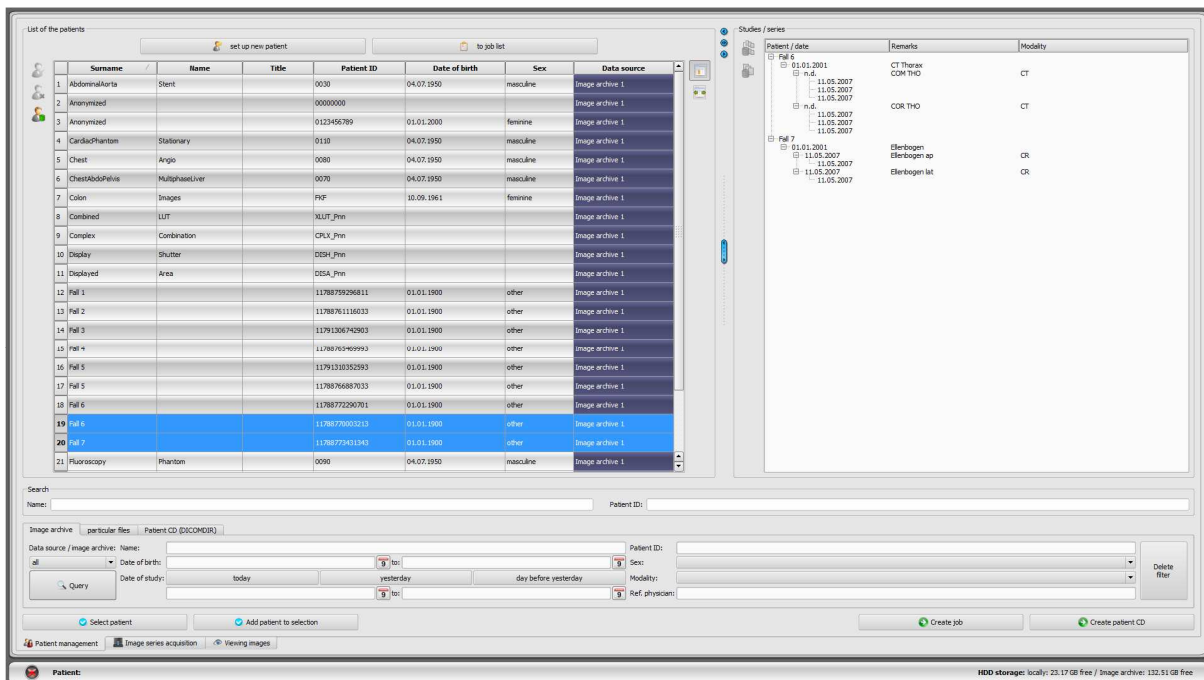 List of the patients
set up new patient
to job list
Surname Name Title Patient ID Date of birth Sex Data source
1 AbdominalAorta Stent 0030 04.07.1950 masculine Image archive 1
2 Anonymized 00000000 Image archive 1
3 Anonymized 0123456789 01.01.2000 feminine Image archive 1
4 CardiacPhantom Stationary 0110 04.07.1950 masculine Image archive 1
5 Chest Angio 0080 04.07.1950 masculine Image archive 1
6 ChestAbdoPelvis MultiphaseLiver 0070 04.07.1950 masculine Image archive 1
7 Colon Images FKF 10.09.1961 feminine Image archive 1
8 Combined LUT XLUT_Pnn Image archive 1
9 Complex Combination CPLX_Pnn Image archive 1
10 Display Shutter DISH_Pnn Image archive 1
11 Displayed Area DISA_Pnn Image archive 1
12 Fall 1 11788759296811 01.01.1900 other Image archive 1
13 Fall 2 11788761116033 01.01.1900 other Image archive 1
14 Fall 3 11791306742903 01.01.1900 other Image archive 1
15 Fall 4 11788765469993 01.01.1900 other Image archive 1
16 Fall 5 11791310352593 01.01.1900 other Image archive 1
17 Fall 5 11788766887033 01.01.1900 other Image archive 1
18 Fall 6 11788772290701 01.01.1900 other Image archive 1
19 Fall 6 11788770003213 01.01.1900 other Image archive 1
20 Fall 7 11788773431343 01.01.1900 other Image archive 1
21 Fluoroscopy Phantom 0090 04.07.1950 masculine Image archive 1
Studies / series
Patient / date Remarks Modality
Fall 6
01.01.2001 CT Thorax
n.d. COM THO CT
11.05.2007
11.05.2007
11.05.2007
n.d. COR THO CT
11.05.2007
11.05.2007
11.05.2007
Fall 7
01.01.2001 Ellenbogen
11.05.2007 Ellenbogen ap CR
11.05.2007
11.05.2007 Ellenbogen lat CR
11.05.2007
Search
Name: Patient ID:
Image archive particular files Patient CD (DICOMDIR)
Data source / image archive: Name: Patient ID:
all Date of birth: 9 to: 9 Sex:
Query Date of study: today yesterday day before yesterday Modality:
9 to: 9 Ref. physician:
Delete filter
Select patient Add patient to selection Create job Create patient CD
Patient management Image series acquisition Viewing images
Patient: HDD storage: locally: 23.17 GB free / Image archive: 132.51 GB free